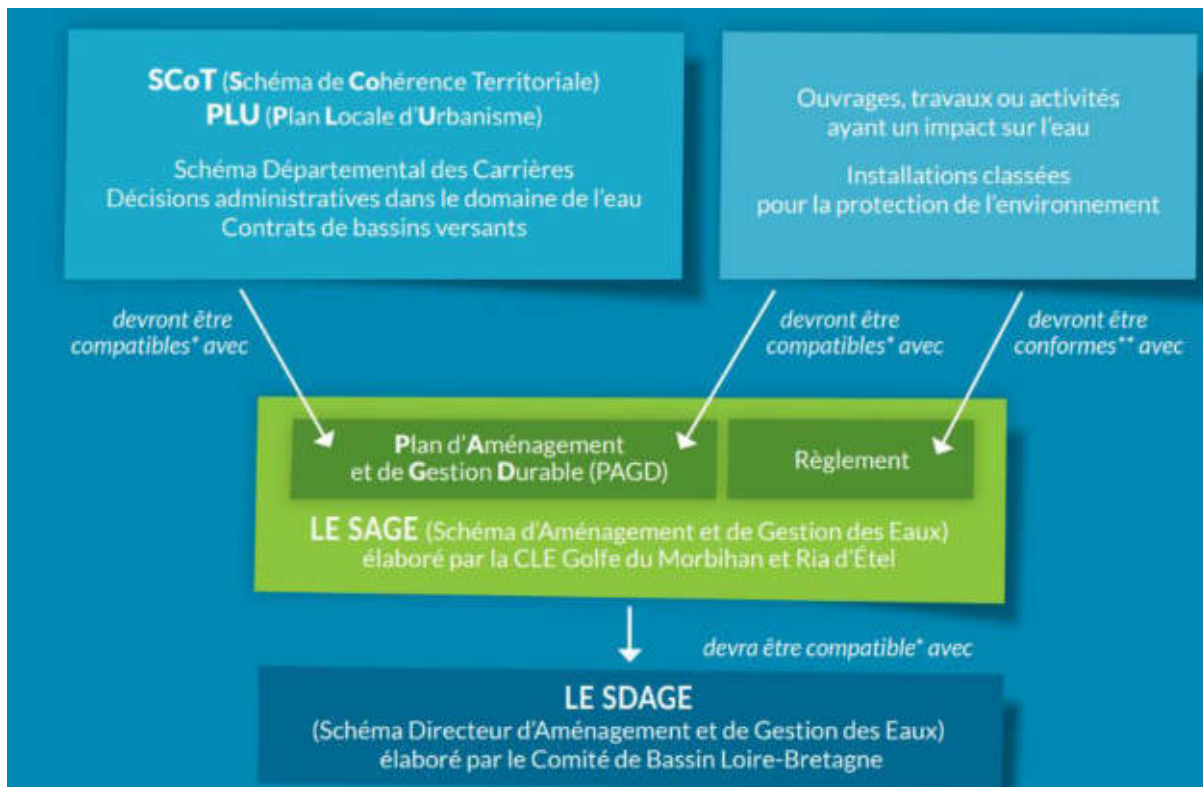 SCoT (Schéma de Cohérence Territoriale)
PLU (Plan Locale d'Urbanisme)
Schéma Départemental des Carrières
Décisions administratives dans le domaine de l'eau
Contrats de bassins versants
Ouvrages, travaux ou activités
ayant un impact sur l'eau
Installations classées
pour la protection de l'environnement
devront être
compatibles* avec
devront être
compatibles* avec
devront être
conformes** avec
Plan d'Aménagement
et de Gestion Durable (PAGD)
Règlement
LE SAGE (Schéma d'Aménagement et de Gestion des Eaux)
élaboré par la CLE Golfe du Morbihan et Ria d'Étel
devra être compatible* avec
LE SDAGE
(Schéma Directeur d'Aménagement et de Gestion des Eaux)
élaboré par le Comité de Bassin Loire-Bretagne